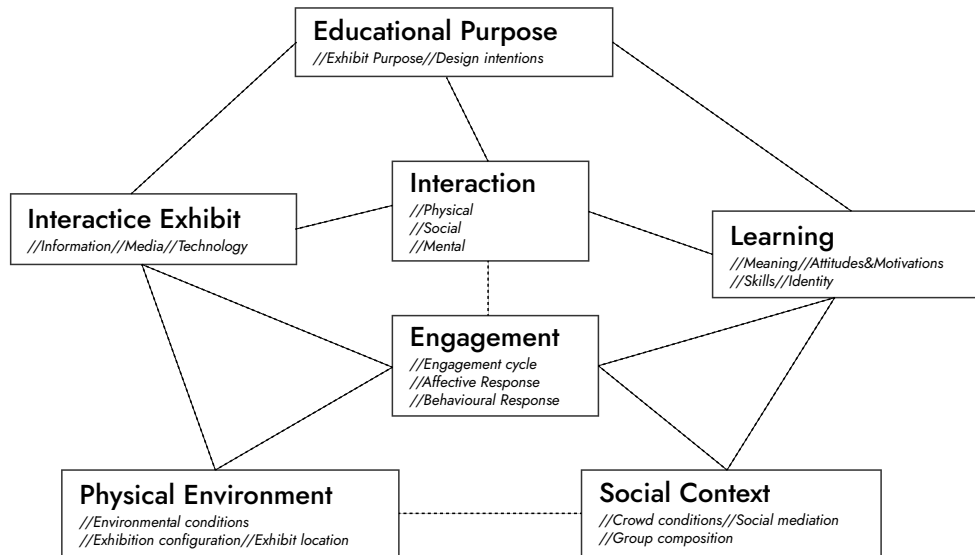 Educational Purpose
//Exhibit Purpose//Design intentions
Interaction
//Physical
//Social
//Mental
Interactice Exhibit
//Information//Media//Technology
Learning
//Meaning//Attitudes&Motivations
//Skills//Identity
Engagement
//Engagement cycle
//Affective Response
//Behavioural Response
Physical Environment
//Environmental conditions
//Exhibition configuration//Exhibit location
Social Context
//Crowd conditions//Social mediation
//Group composition